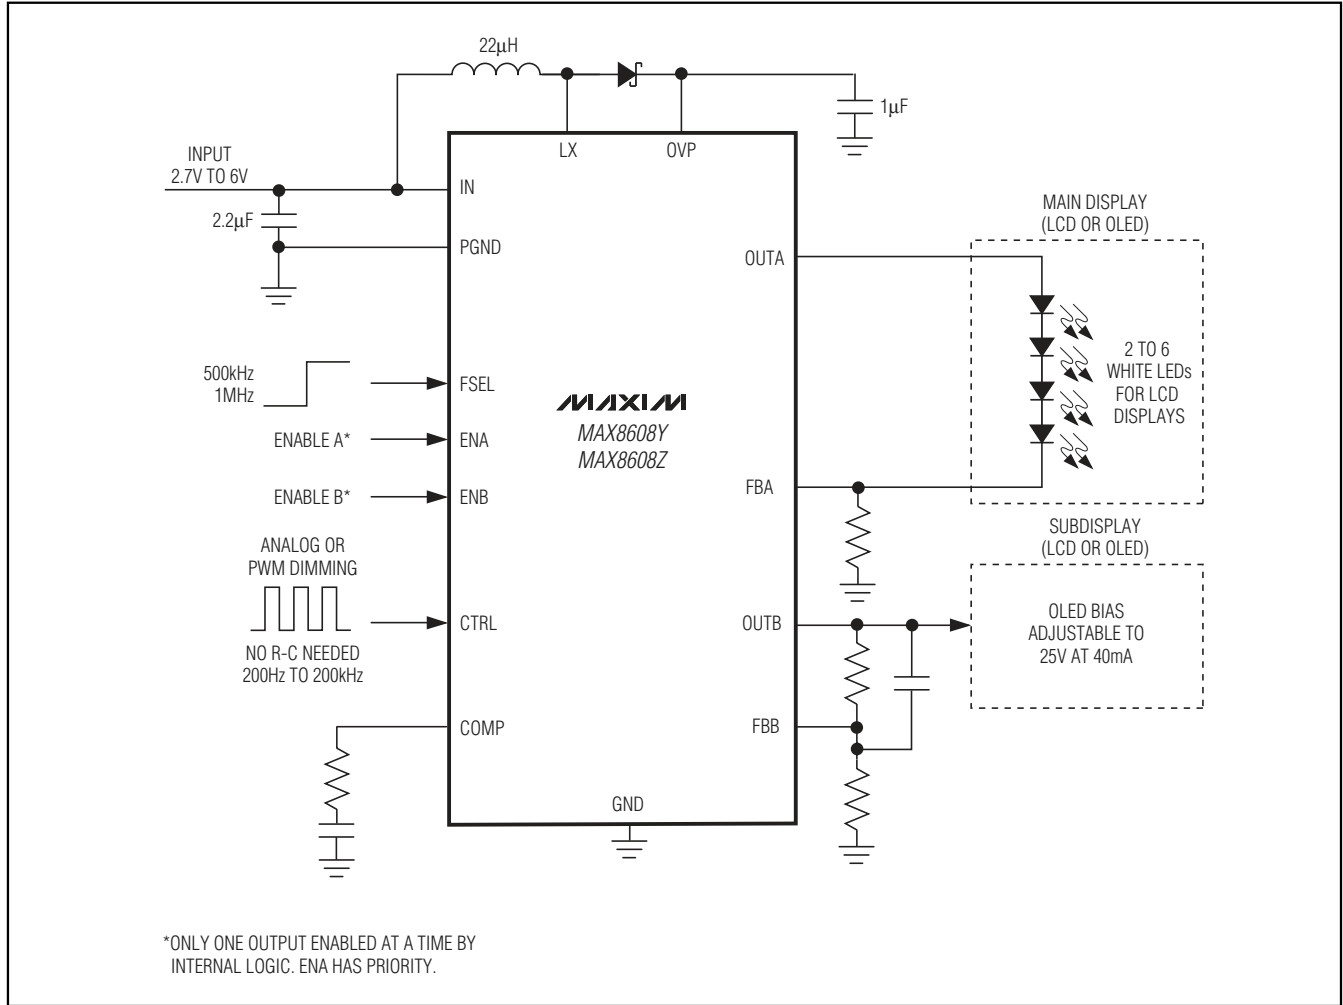 22μH
1μF
LX
OVP
INPUT
2.7V TO 6V
IN
2.2μF
PGND
MAIN DISPLAY
(LCD OR OLED)
OUTA
2 TO 6
WHITE LEDs
FOR LCD
DISPLAYS
500kHz
1MHz
FSEL
MAXIM
MAX8608Y
MAX8608Z
ENABLE A*
ENA
ENABLE B*
ENB
FBA
SUBDISPLAY
(LCD OR OLED)
ANALOG OR
PWM DIMMING
CTRL
NO R-C NEEDED
200Hz TO 200kHz
OUTB
OLED BIAS
ADJUSTABLE TO
25V AT 40mA
COMP
FBB
GND
*ONLY ONE OUTPUT ENABLED AT A TIME BY
INTERNAL LOGIC. ENA HAS PRIORITY.